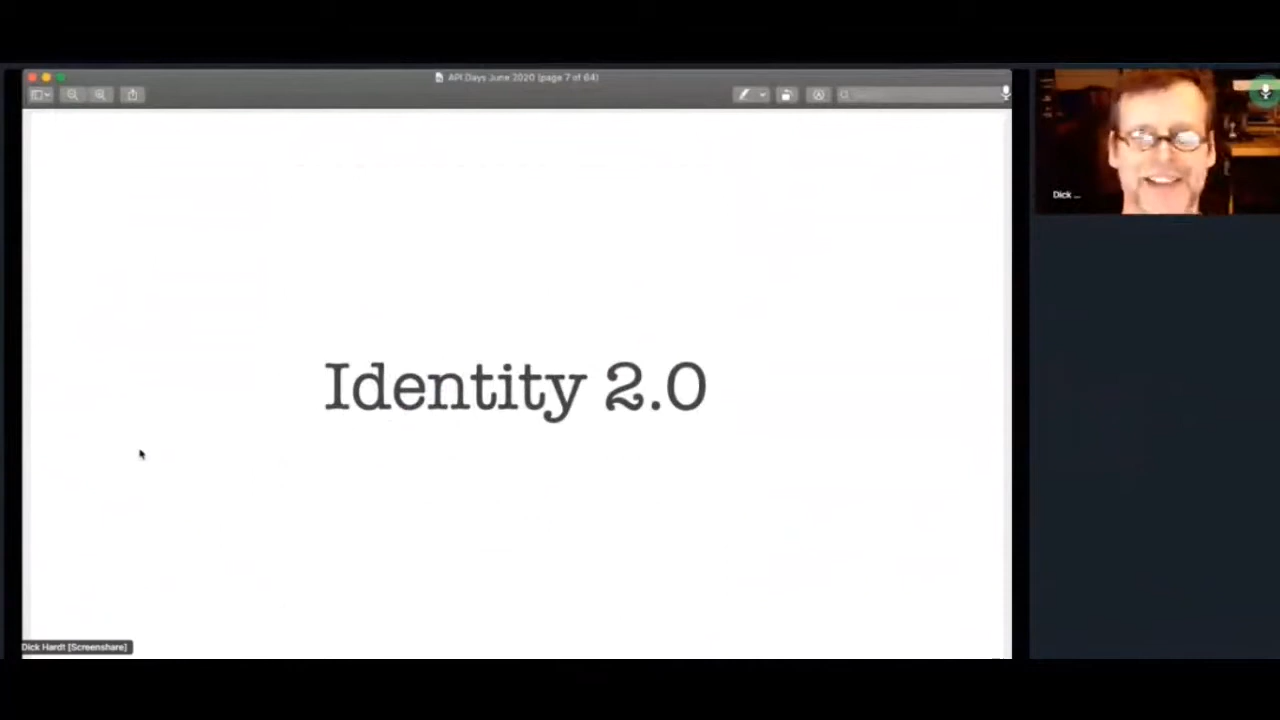 API Days June 2020 (page 7 of 64)
Dick ...
Identity 2.0
Dick Hardt [Screenshare]